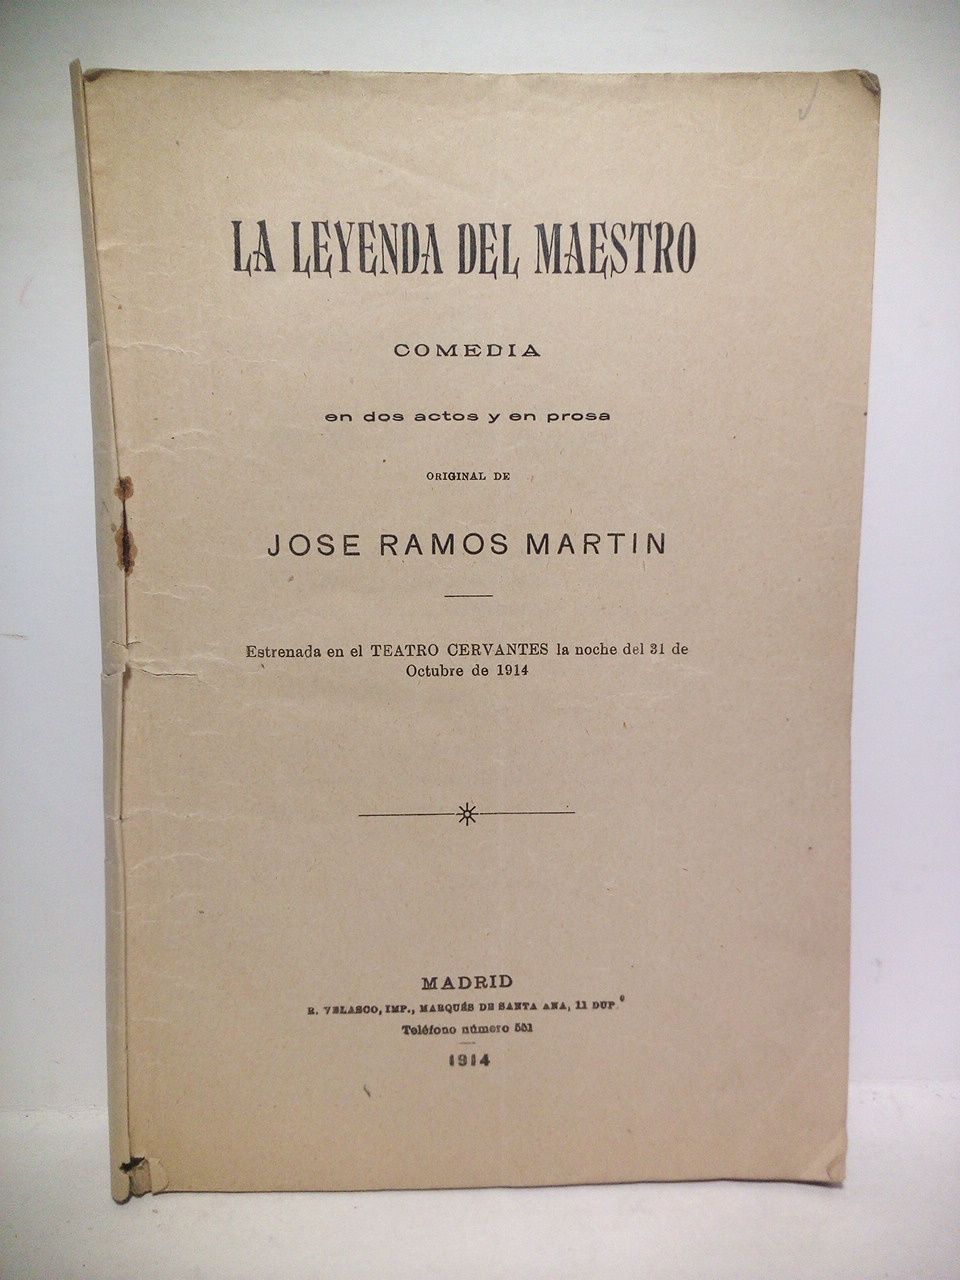 LA LEYENDA DEL MAESTRO
COMEDIA
en dos actos y en prosa
ORIGINAL DE
JOSE RAMOS MARTIN
Estrenada en el TEATRO CERVANTES la noche del 31 de
Octubre de 1914
MADRID
R. VELASCO, IMP., MARQUÉS DE SANTA ANA, 11 DUP.º
Teléfono número 551
1914